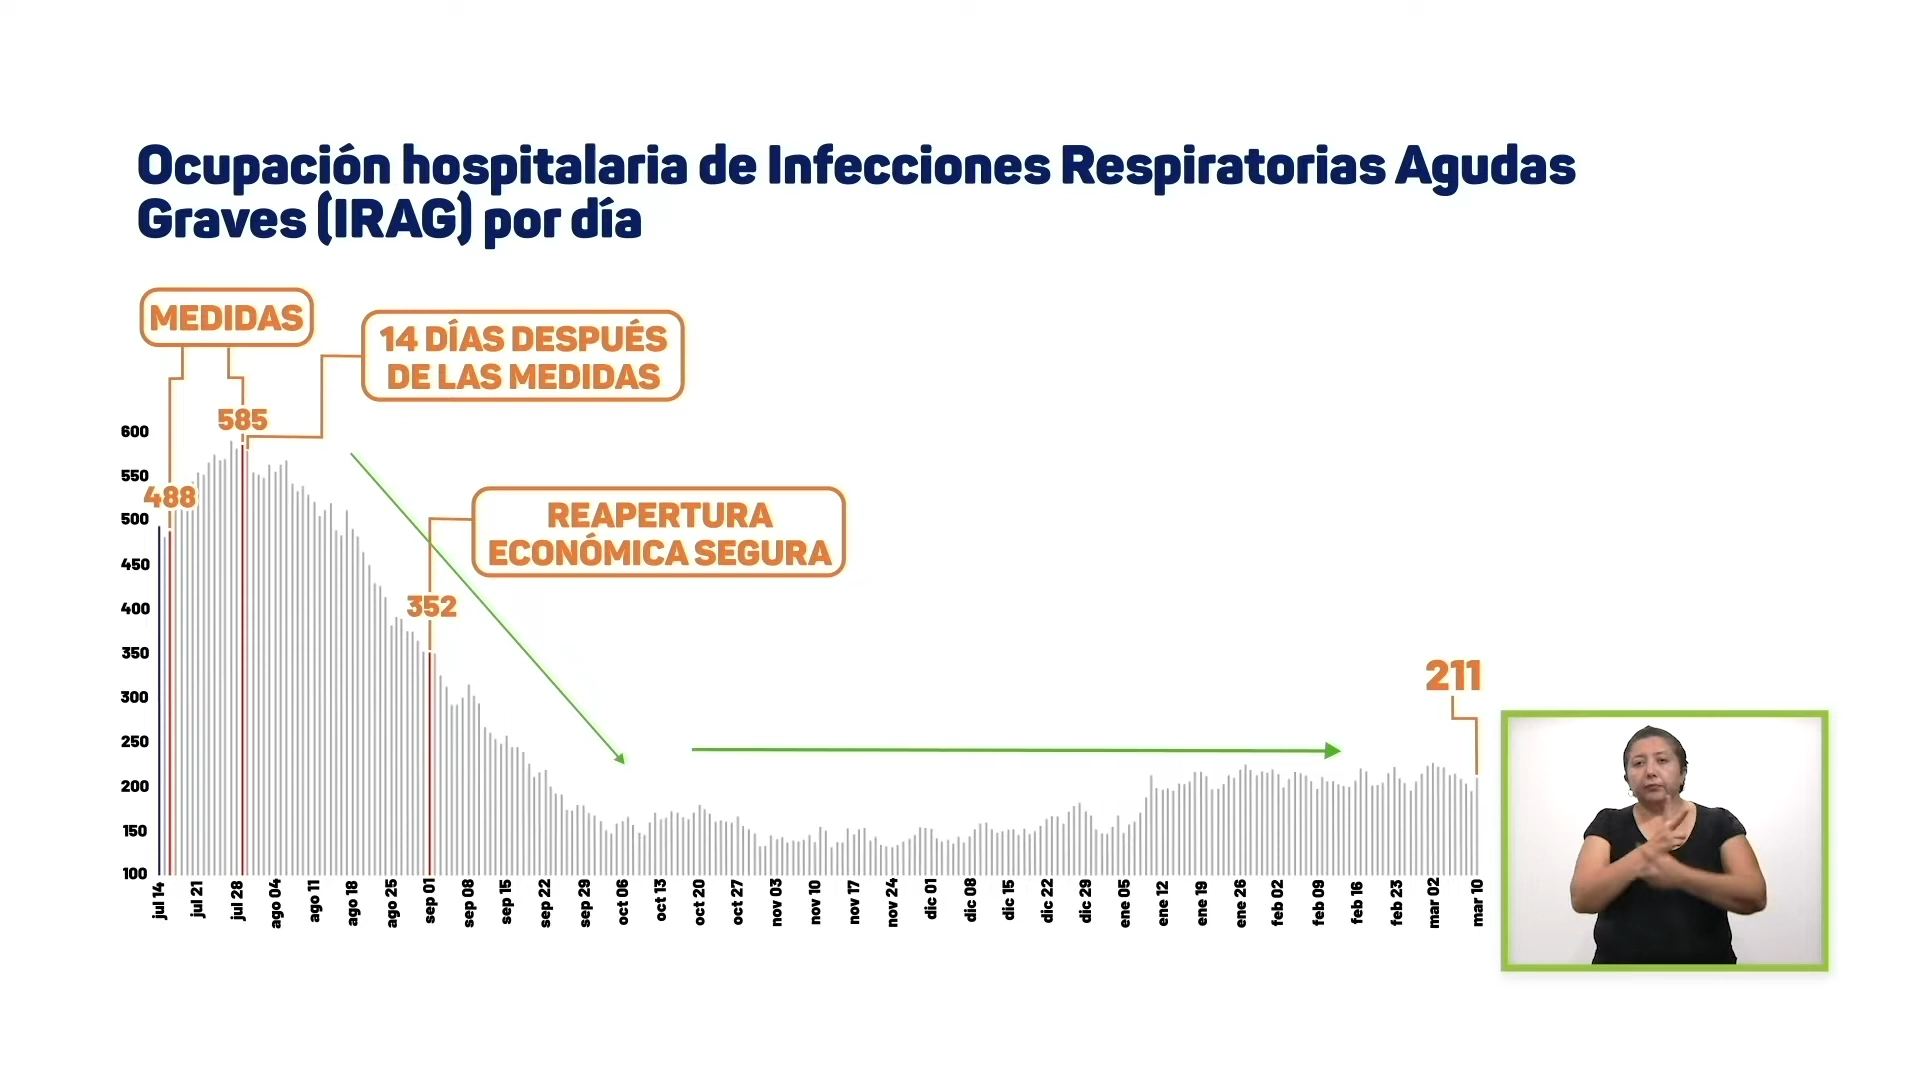 Ocupación hospitalaria de Infecciones Respiratorias Agudas
Graves (IRAG) por día
MEDIDAS
14 DÍAS DESPUÉS
DE LAS MEDIDAS
585
488
REAPERTURA
ECONÓMICA SEGURA
352
211
600
550
500
450
400
350
300
250
200
150
100
jul 14
jul 21
jul 28
ago 04
ago 11
ago 18
ago 25
sep 01
sep 08
sep 15
sep 22
sep 29
oct 06
oct 13
oct 20
oct 27
nov 03
nov 10
nov 17
nov 24
dic 01
dic 08
dic 15
dic 22
dic 29
ene 05
ene 12
ene 19
ene 26
feb 02
feb 09
feb 16
feb 23
mar 02
mar 10